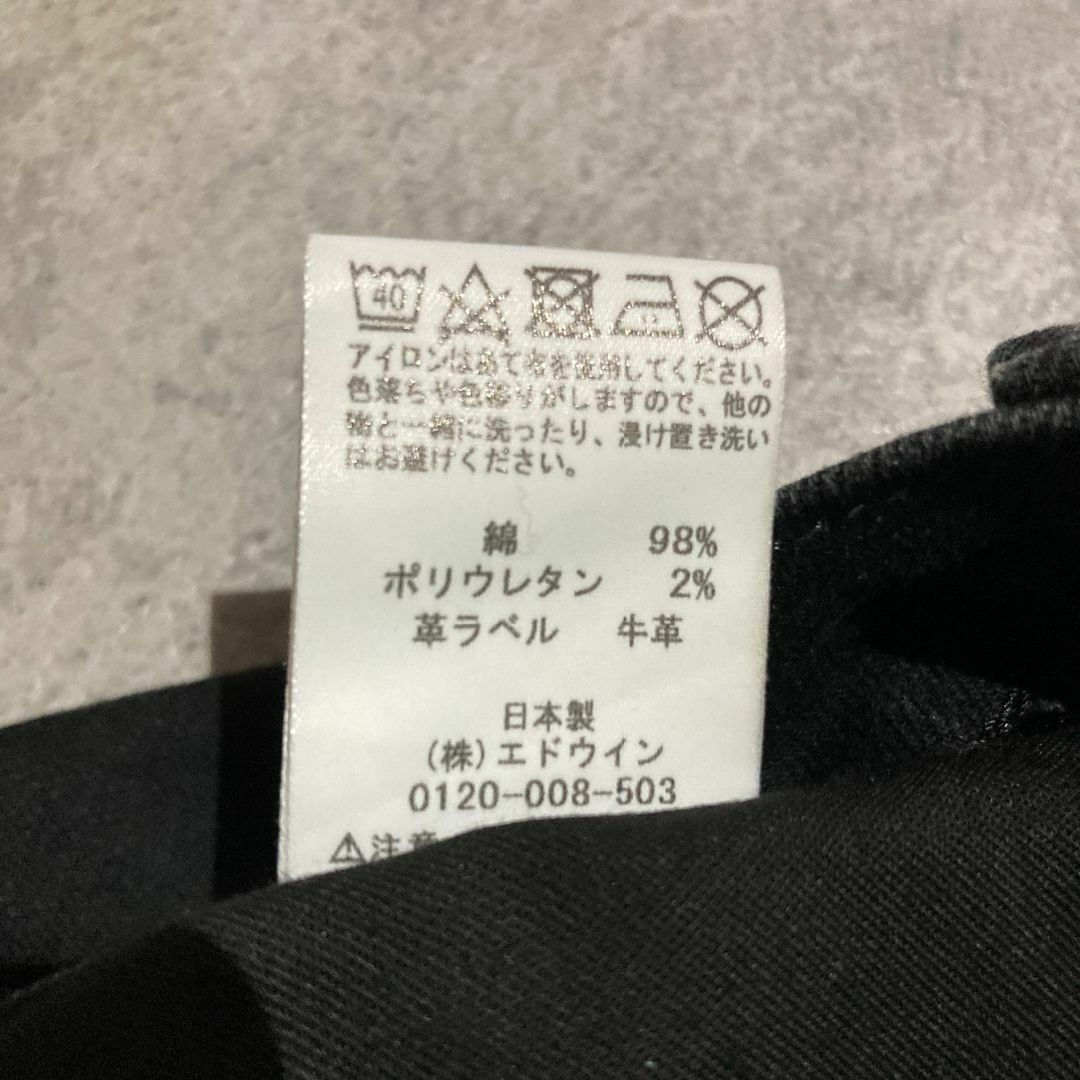 40
アイロンはあて布を使用してください。
色落ちや色移りがしますので、他の
物と一緒に洗ったり、浸け置き洗い
はお避けください。
綿 98%
ポリウレタン 2%
革ラベル 牛革
日本製
(株)エドウイン
0120-008-503
⚠注意